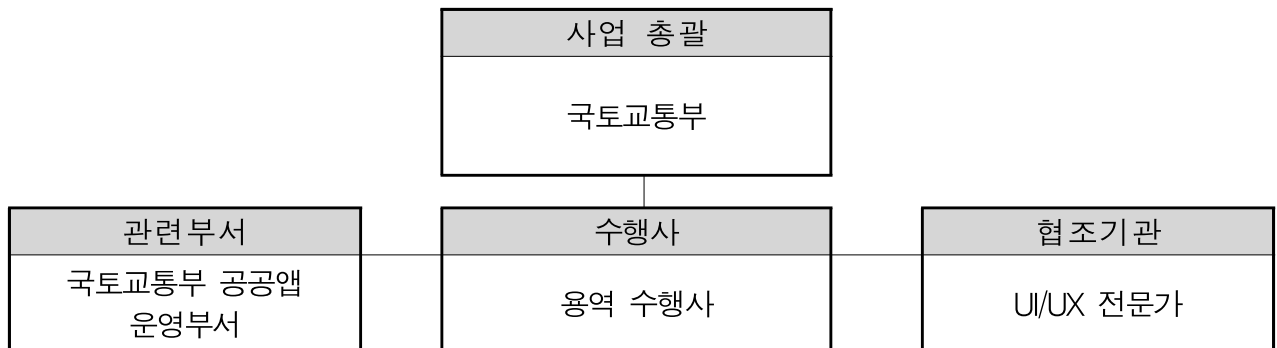 사업 총괄
국토교통부
관련부서
국토교통부 공공앱
운영부서
수행사
용역 수행사
협조기관
UI/UX 전문가